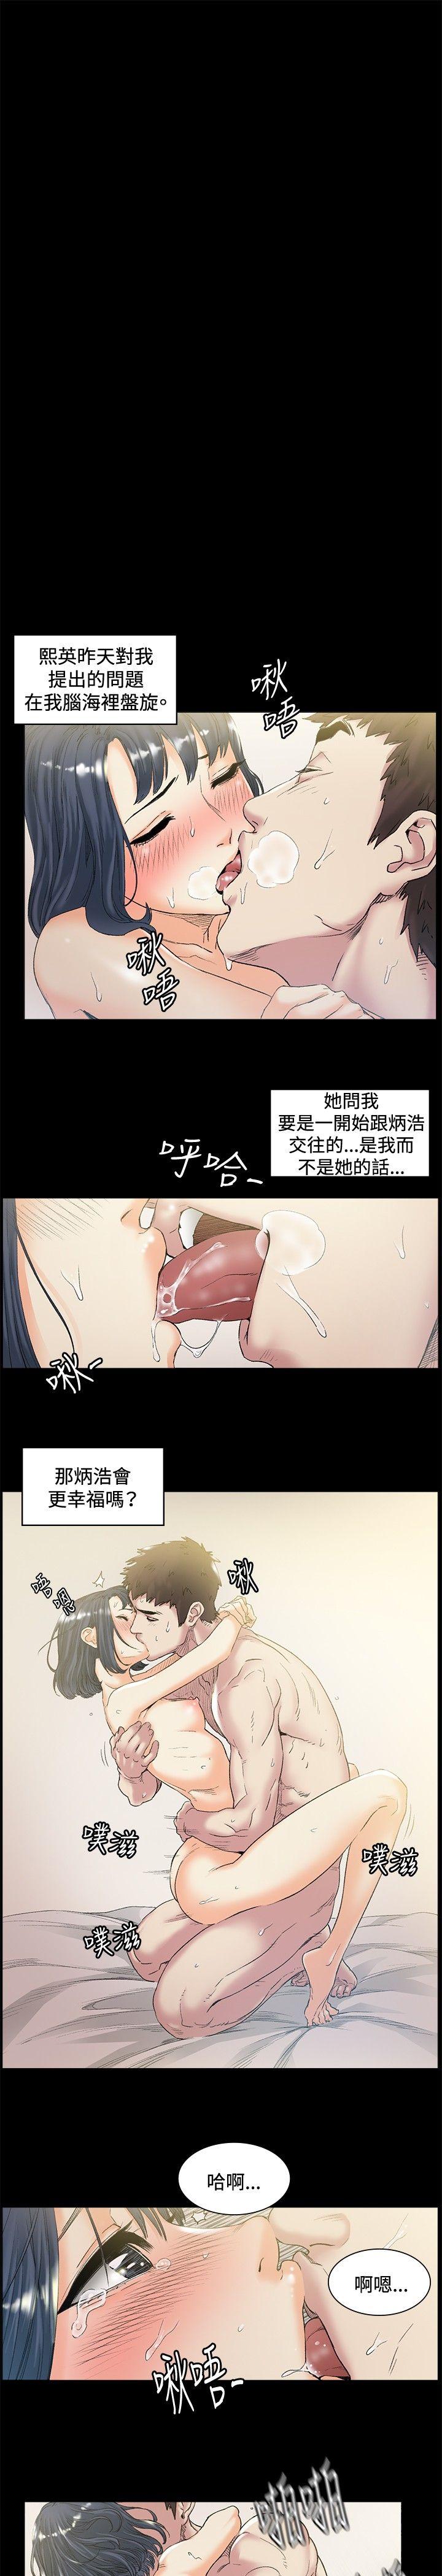 熙英昨天對我
提出的問題
在我腦海裡盤旋。
啾
唔
啾
唔
她問我
要是一開始跟炳浩
交往的...是我而
不是她的話...
呼哈-
啾-
那炳浩會
更幸福嗎？
唔
嗯
啾
噗滋
噗滋
噗滋
哈啊...
啊嗯...
啾唔-
啪啪